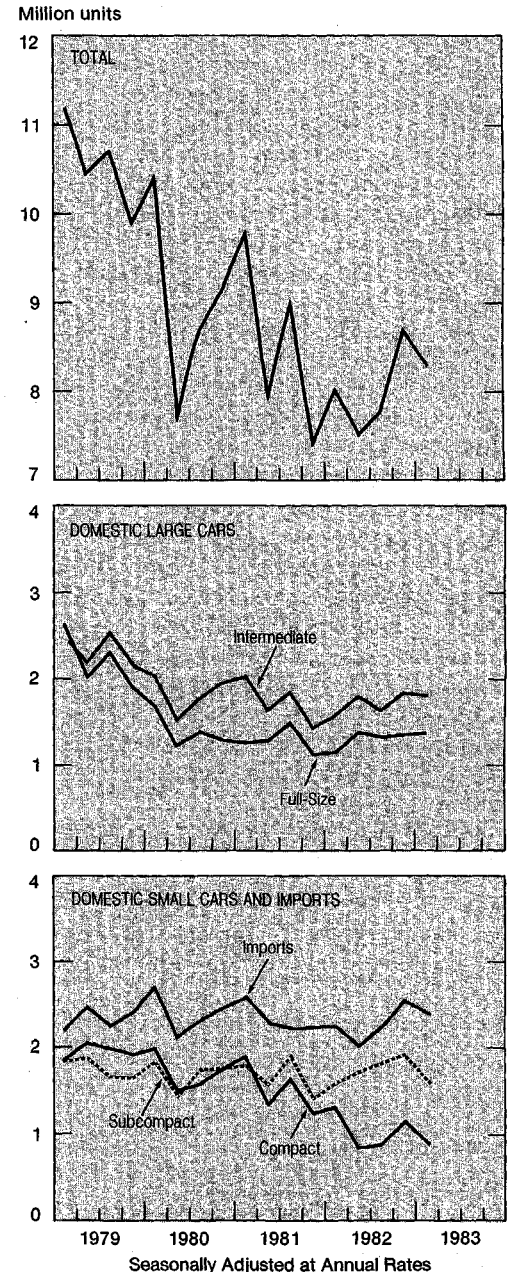 Million units
12
TOTAL
11
10
9
8
7
4
DOMESTIC LARGE CARS
3
Intermediate
2
1
Full-Size
0
4
DOMESTIC SMALL CARS AND IMPORTS
Imports
3
2
Subcompact
1
Compact
0
1979 1980 1981 1982 1983
Seasonally Adjusted at Annual Rates